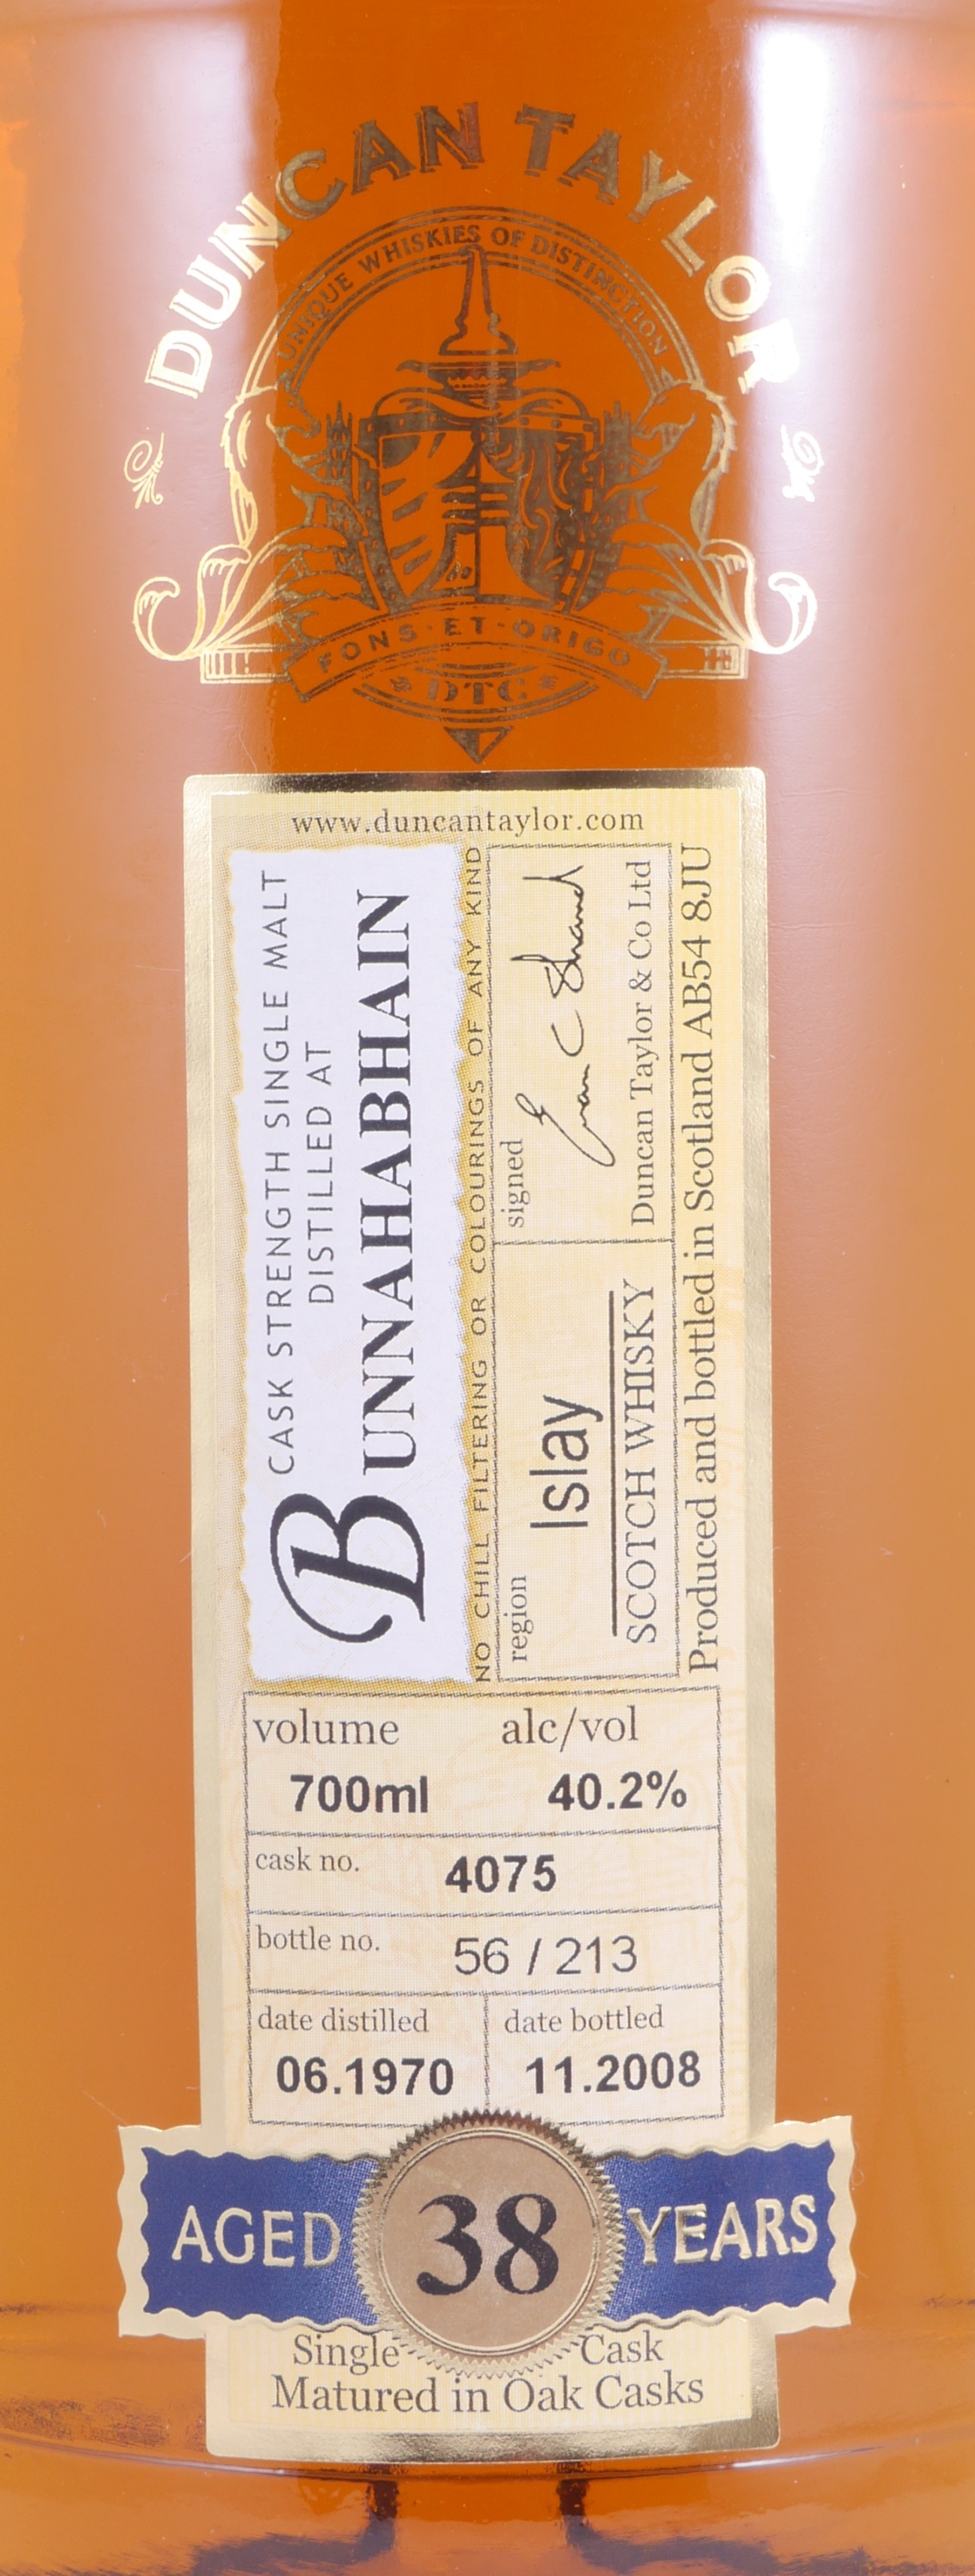 DUNCAN TAYLOR
UNIQUE WHISKIES OF DISTINCTION
FONS·ET·ORIGO
DTC
www.duncantaylor.com
CASK STRENGTH SINGLE MALT
DISTILLED AT
BUNNAHABHAIN
NO CHILL FILTERING OR COLOURINGS OF ANY KIND
region
Islay
SCOTCH WHISKY
signed
Euan C Shand
Duncan Taylor & Co Ltd
Produced and bottled in Scotland AB54 8JU
volume alc/vol
700ml 40.2%
cask no. 4075
bottle no. 56 / 213
date distilled date bottled
06.1970 11.2008
AGED 38 YEARS
Single Cask
Matured in Oak Casks